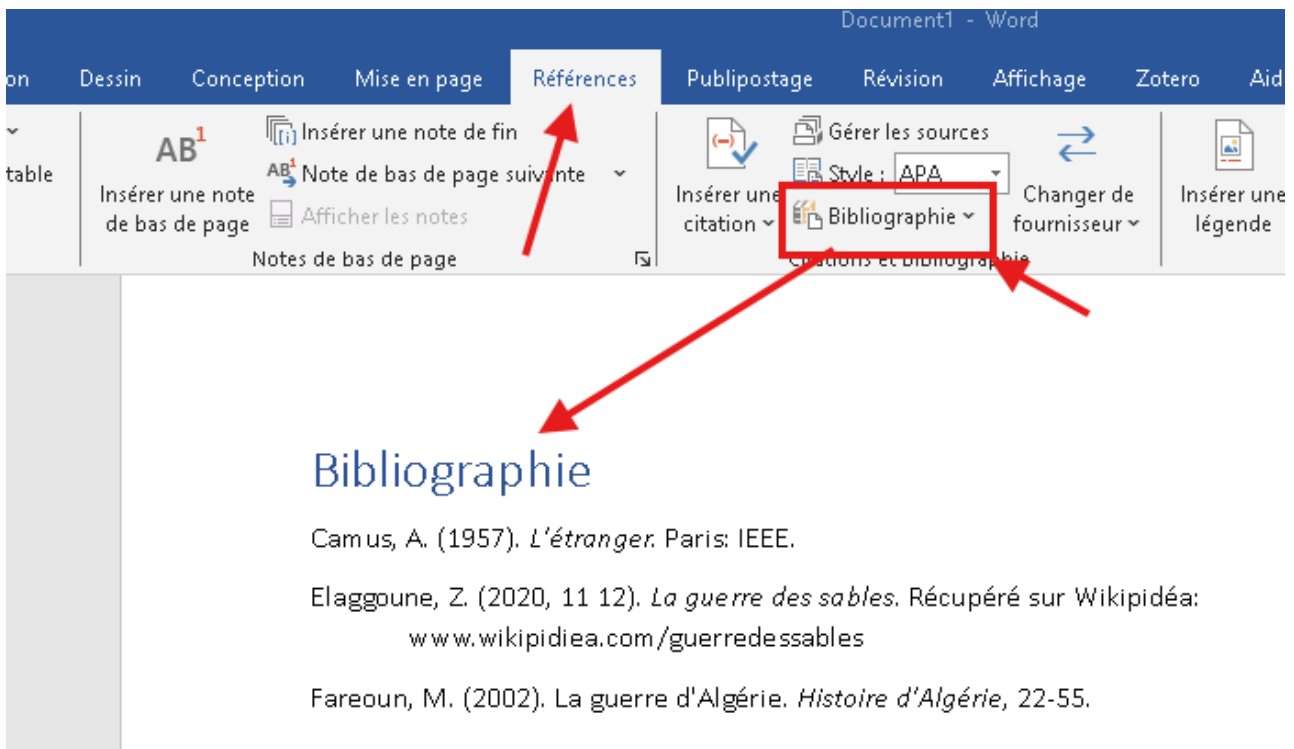 Document1 - Word
on Dessin Conception Mise en page Références Publipostage Révision Affichage Zotero Aid
table
AB1
Insérer une note
de bas de page
[i] Insérer une note de fin
AB1 Note de bas de page suivante
Afficher les notes
Notes de bas de page
(-)
Insérer une
citation
Gérer les sources
Style : APA
Bibliographie
Changer de
fournisseur
Citations et bibliographie
Insérer une
légende
Bibliographie
Camus, A. (1957). L'étranger. Paris: IEEE.
Elaggoune, Z. (2020, 11 12). La guerre des sables. Récupéré sur Wikipidéa:
www.wikipidiea.com/guerredessables
Fareoun, M. (2002). La guerre d'Algérie. Histoire d'Algérie, 22-55.